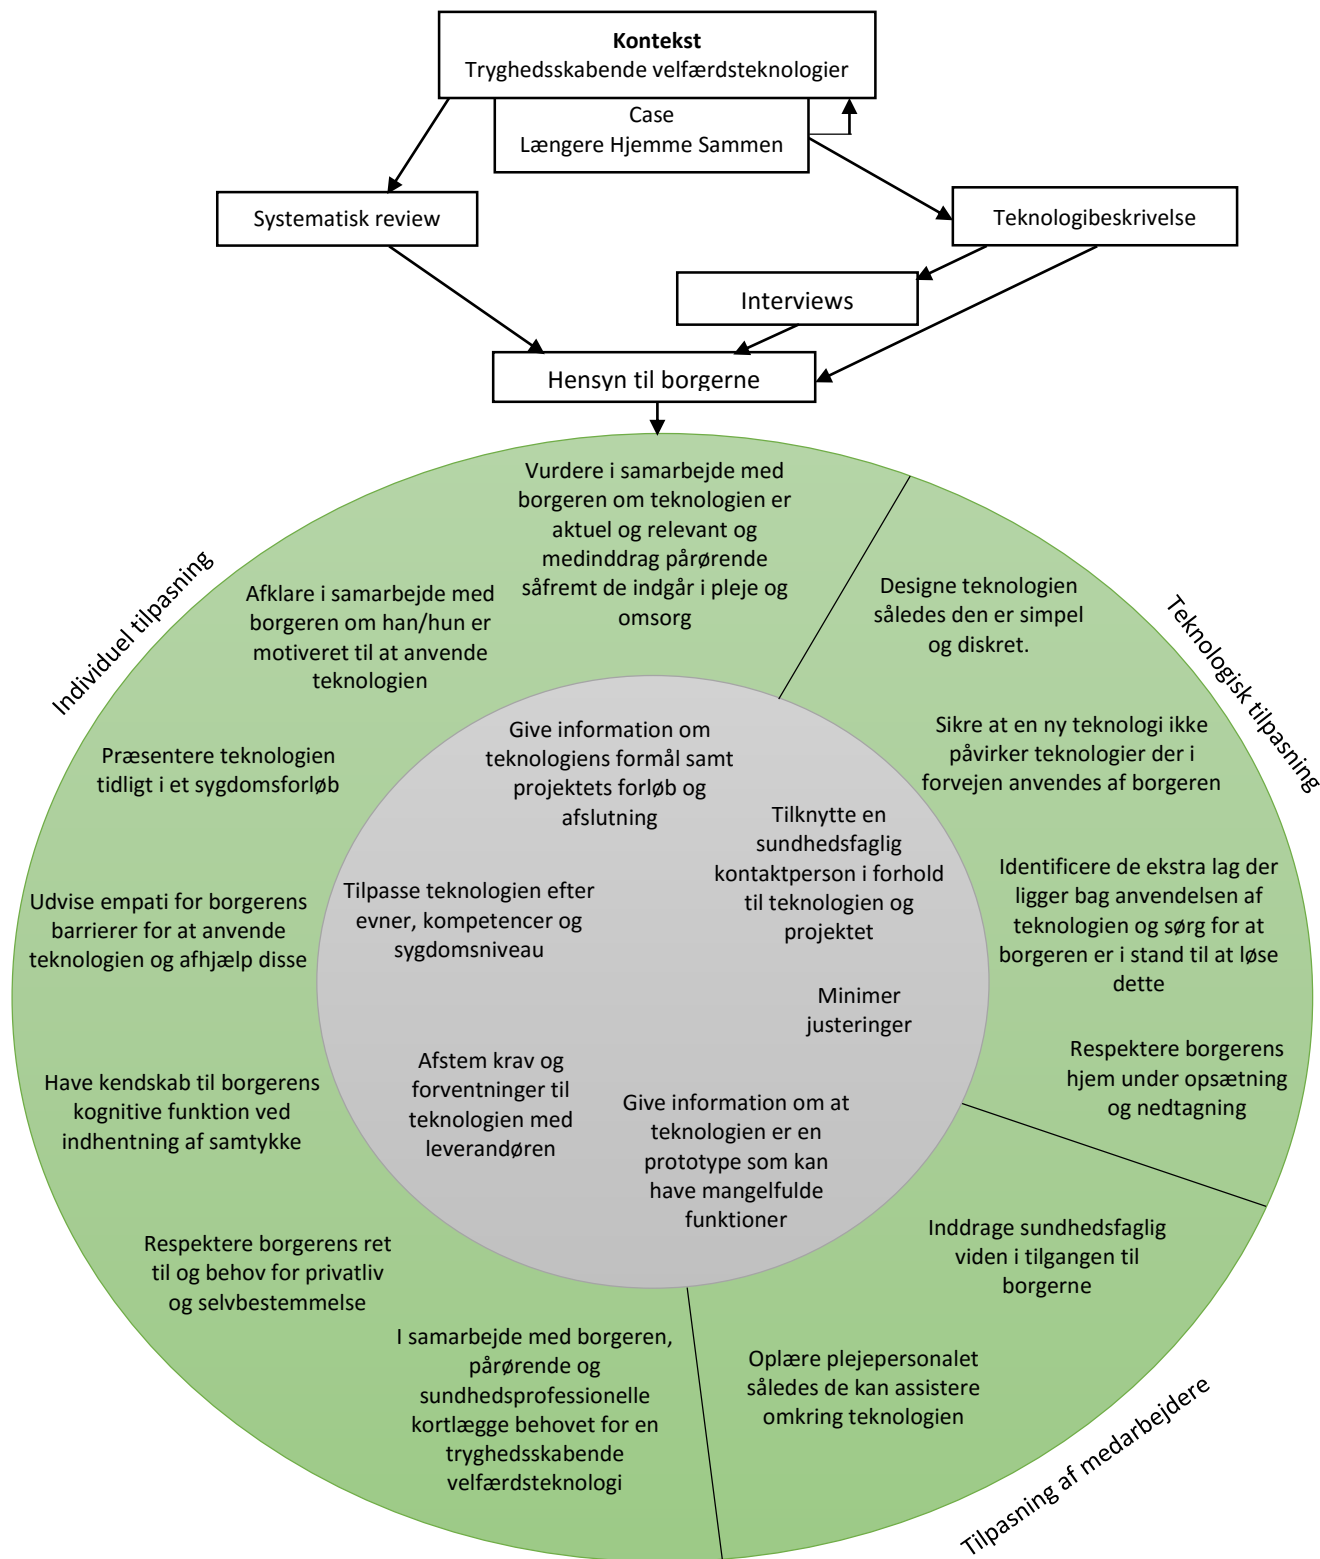 Kontekst
Tryghedsskabende velfærdsteknologier
Case
Længere Hjemme Sammen
Systematisk review
Teknologibeskrivelse
Interviews
Hensyn til borgerne
Individuel tilpasning
Vurdere i samarbejde med
borgeren om teknologien er
aktuel og relevant og
medinddrag pårørende
såfremt de indgår i pleje og
omsorg
Afklare i samarbejde med
borgeren om han/hun er
motiveret til at anvende
teknologien
Præsentere teknologien
tidligt i et sygdomsforløb
Udvise empati for borgerens
barrierer for at anvende
teknologien og afhjælp disse
Have kendskab til borgerens
kognitive funktion ved
indhentning af samtykke
Respektere borgerens ret
til og behov for privatliv
og selvbestemmelse
I samarbejde med borgeren,
pårørende og
sundhedsprofessionelle
kortlægge behovet for en
tryghedsskabende
velfærdsteknologi
Teknologisk tilpasning
Designe teknologien
således den er simpel
og diskret.
Sikre at en ny teknologi ikke
påvirker teknologier der i
forvejen anvendes af borgeren
Identificere de ekstra lag der
ligger bag anvendelsen af
teknologien og sørg for at
borgeren er i stand til at løse
dette
Respektere borgerens
hjem under opsætning
og nedtagning
Tilpasning af medarbejdere
Inddrage sundhedsfaglig
viden i tilgangen til
borgerne
Oplære plejepersonalet
således de kan assistere
omkring teknologien
Give information om
teknologiens formål samt
projektets forløb og
afslutning
Tilknytte en
sundhedsfaglig
kontaktperson i forhold
til teknologien og
projektet
Tilpasse teknologien efter
evner, kompetencer og
sygdomsniveau
Minimer
justeringer
Afstem krav og
forventninger til
teknologien med
leverandøren
Give information om at
teknologien er en
prototype som kan
have mangelfulde
funktioner